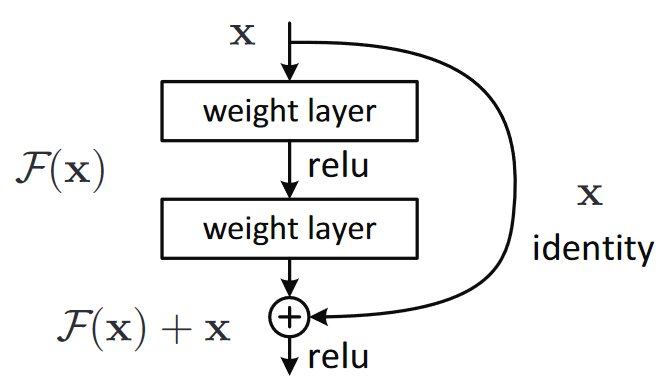 x
weight layer
relu
F(x)
x
weight layer
identity
F(x) + x
+
relu